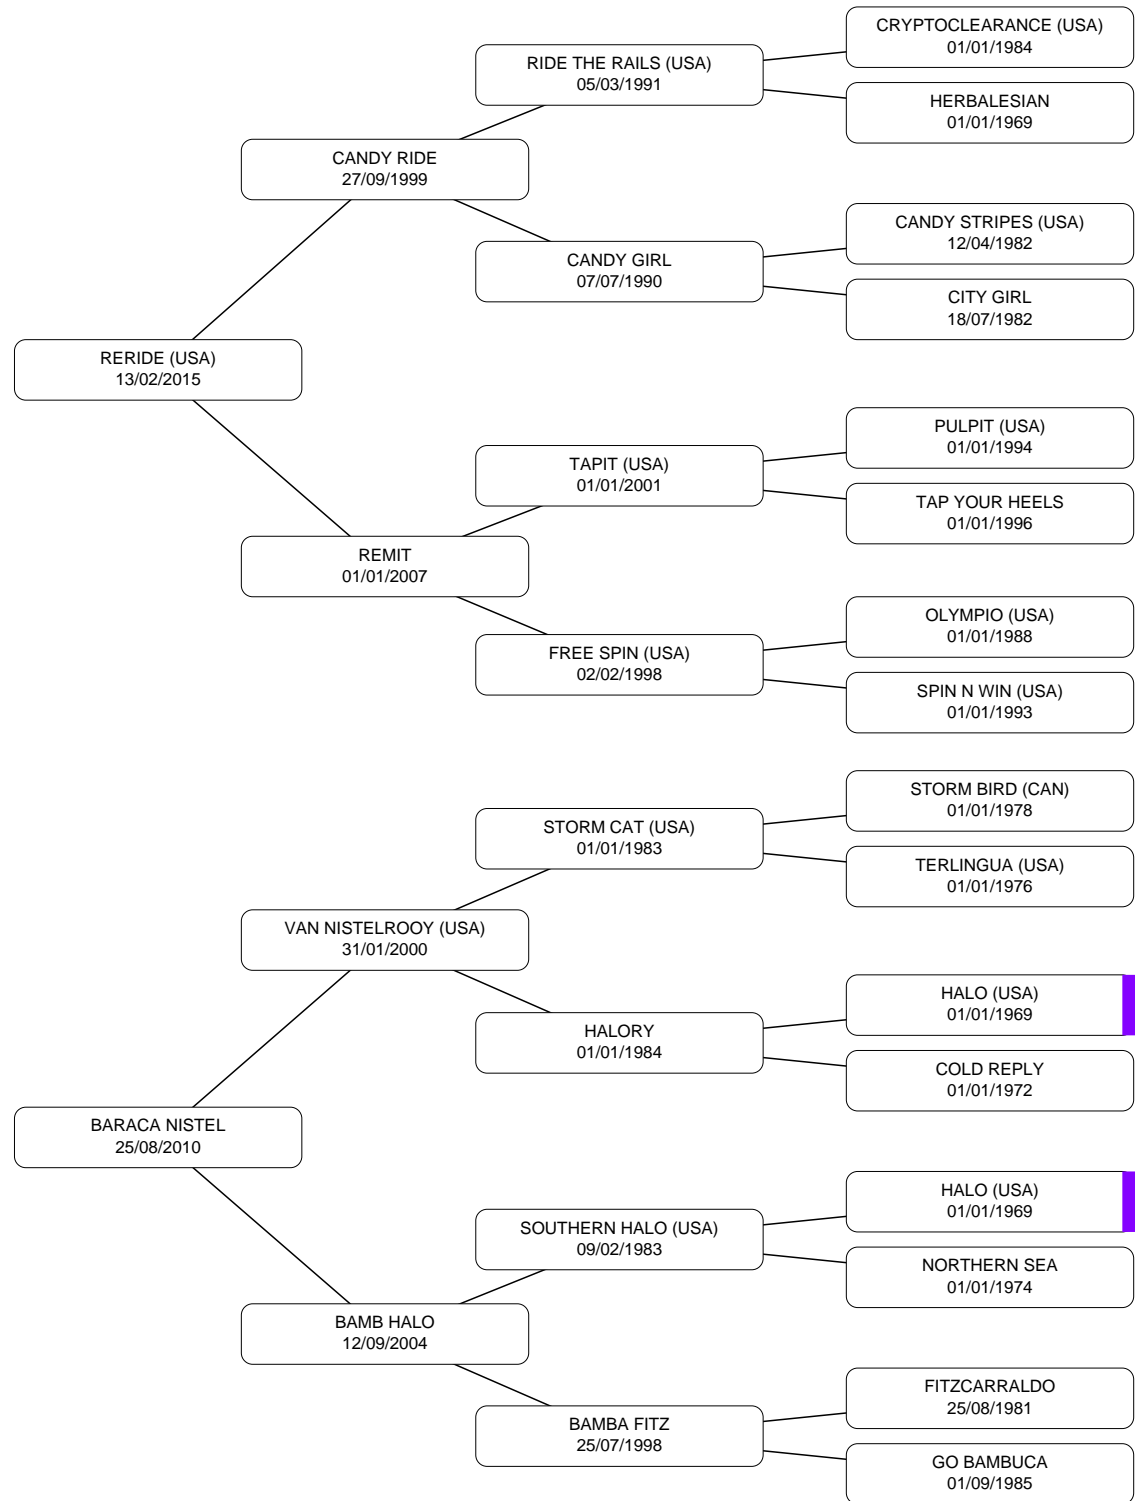 CRYPTOCLEARANCE (USA)
01/01/1984
RIDE THE RAILS (USA)
05/03/1991
HERBALESIAN
01/01/1969
CANDY RIDE
27/09/1999
CANDY STRIPES (USA)
12/04/1982
CANDY GIRL
07/07/1990
CITY GIRL
18/07/1982
RERIDE (USA)
13/02/2015
PULPIT (USA)
01/01/1994
TAPIT (USA)
01/01/2001
TAP YOUR HEELS
01/01/1996
REMIT
01/01/2007
OLYMPIO (USA)
01/01/1988
FREE SPIN (USA)
02/02/1998
SPIN N WIN (USA)
01/01/1993
STORM BIRD (CAN)
01/01/1978
STORM CAT (USA)
01/01/1983
TERLINGUA (USA)
01/01/1976
VAN NISTELROOY (USA)
31/01/2000
HALO (USA)
01/01/1969
HALORY
01/01/1984
COLD REPLY
01/01/1972
BARACA NISTEL
25/08/2010
HALO (USA)
01/01/1969
SOUTHERN HALO (USA)
09/02/1983
NORTHERN SEA
01/01/1974
BAMB HALO
12/09/2004
FITZCARRALDO
25/08/1981
BAMBA FITZ
25/07/1998
GO BAMBUCA
01/09/1985